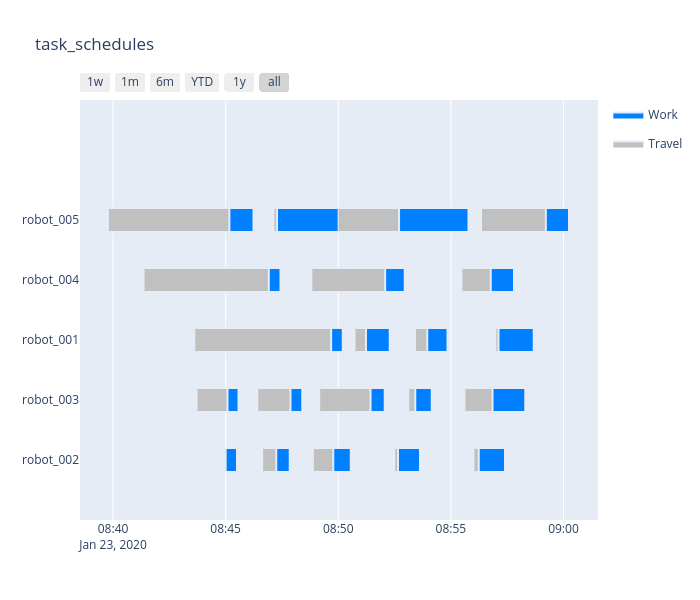 task_schedules
1w 1m 6m YTD 1y all
Work
Travel
robot_005
robot_004
robot_001
robot_003
robot_002
08:40 08:45 08:50 08:55 09:00
Jan 23, 2020